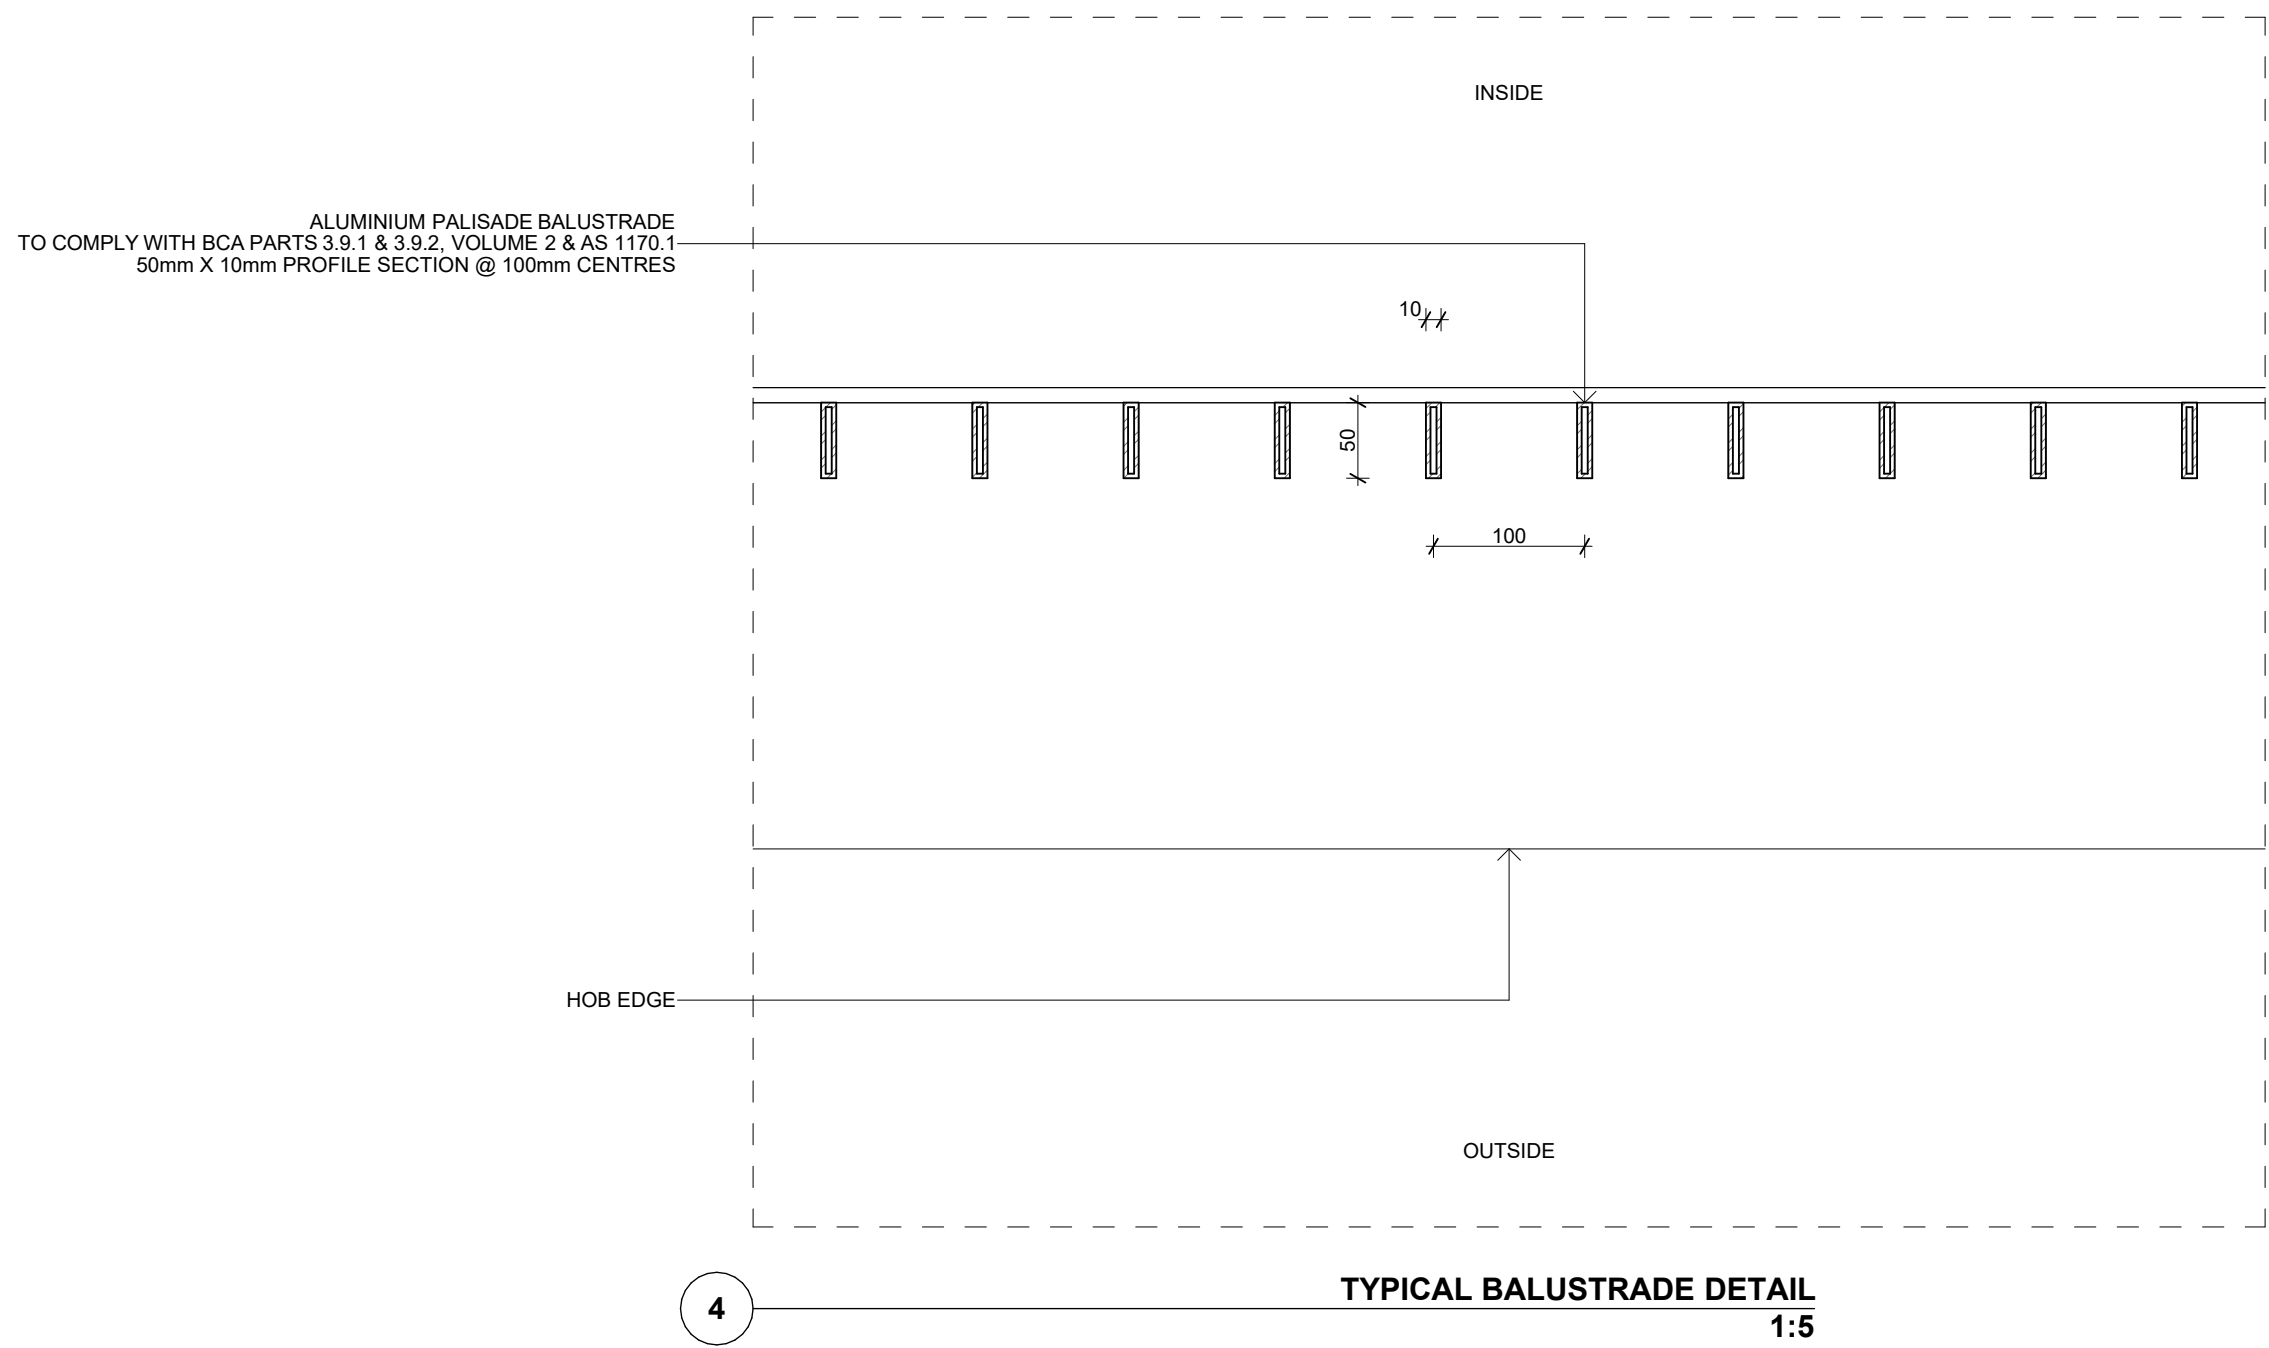 INSIDE
ALUMINIUM PALISADE BALUSTRADE
TO COMPLY WITH BCA PARTS 3.9.1 & 3.9.2, VOLUME 2 & AS 1170.1
50mm X 10mm PROFILE SECTION @ 100mm CENTRES
10
50
100
HOB EDGE
OUTSIDE
4
TYPICAL BALUSTRADE DETAIL
1:5